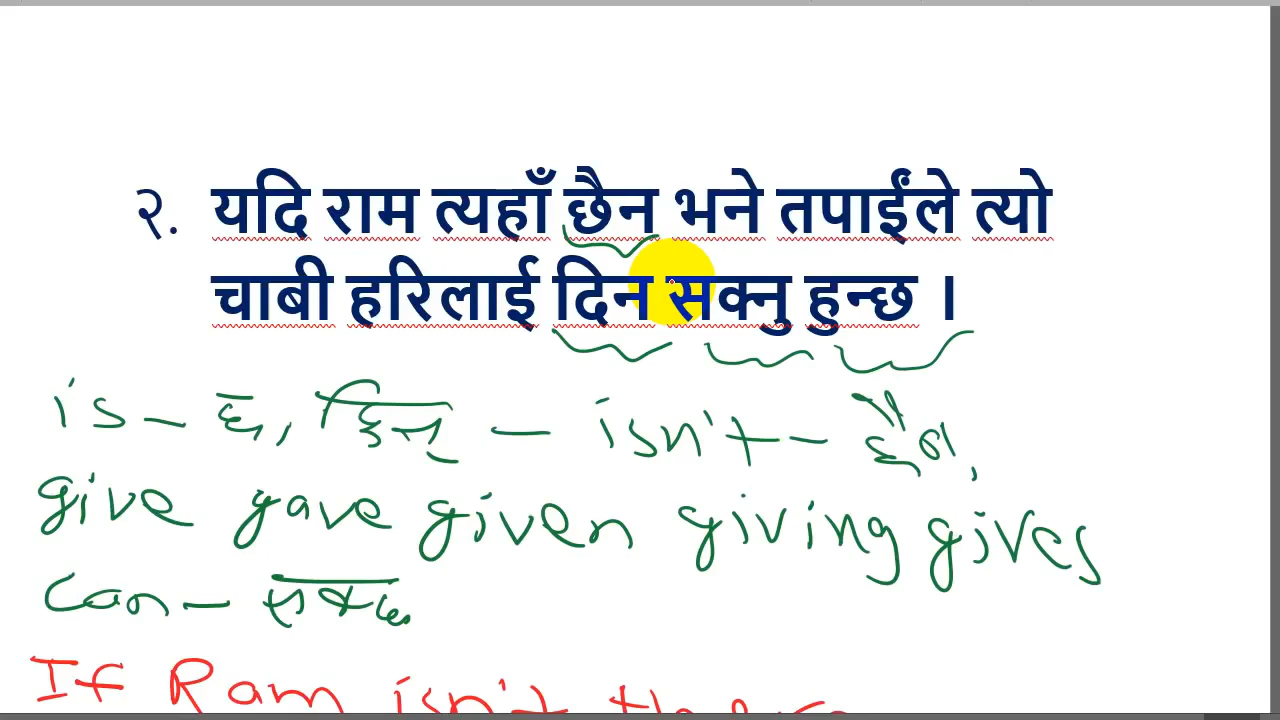 २. यदि राम त्यहाँ छैन भने तपाईंले त्यो
चाबी हरिलाई दिन सक्नु हुन्छ ।
is - छ, हुन् - isn't - छैन,
give gave given giving gives
can - सक्छ
If Ram isn't there